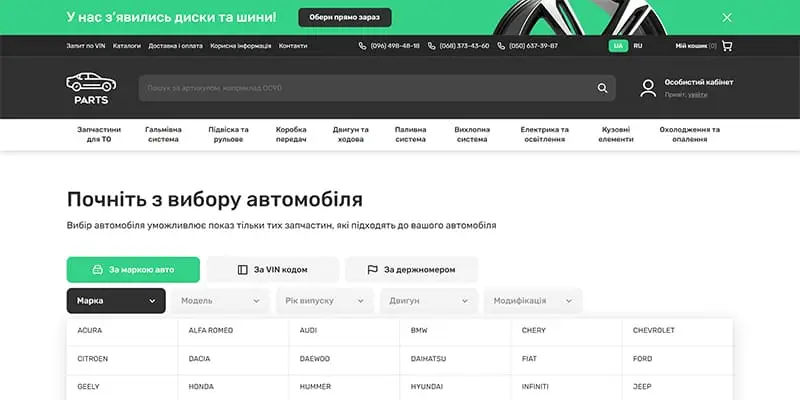 У нас з’явились диски та шини! Обери прямо зараз
Запит по VIN Каталоги Доставка і оплата Корисна інформація Контакти (096) 498-48-18 (068) 373-43-60 (050) 637-39-87 UA RU Мій кошик (0)
PARTS
Пошук за артикулом, наприклад OC90
Особистий кабінет
Привіт, увійти
Запчастини для ТО
Гальмівна система
Підвіска та рульове
Коробка передач
Двигун та ходова
Паливна система
Вихлопна система
Електрика та освітлення
Кузовні елементи
Охолодження та опалення
Почніть з вибору автомобіля
Вибір автомобіля уможливлює показ тільки тих запчастин, які підходять до вашого автомобіля
За маркою авто За VIN кодом За держномером
Марка Модель Рік випуску Двигун Модифікація
ACURA ALFA ROMEO AUDI BMW CHERY CHEVROLET
CITROEN DACIA DAEWOO DAIHATSU FIAT FORD
GEELY HONDA HUMMER HYUNDAI INFINITI JEEP